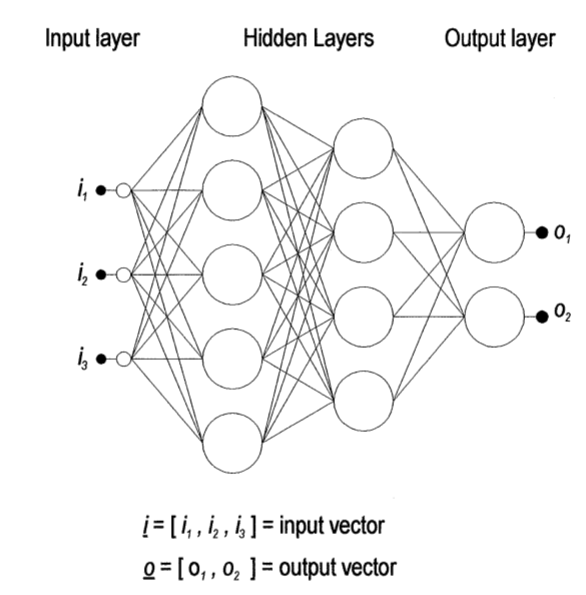 Input layer Hidden Layers Output layer
i₁
o₁
i₂
o₂
i₃
i = [ i₁ , i₂ , i₃ ] = input vector
o = [ o₁ , o₂ ] = output vector